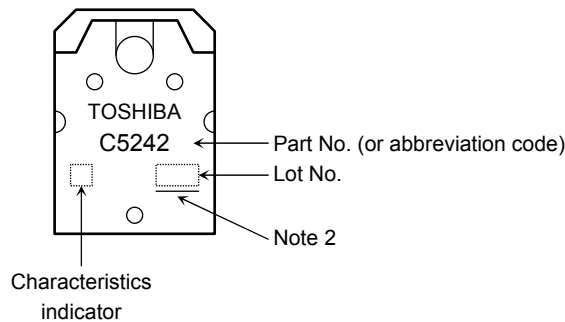 TOSHIBA
C5242
Part No. (or abbreviation code)
Lot No.
Note 2
Characteristics
indicator